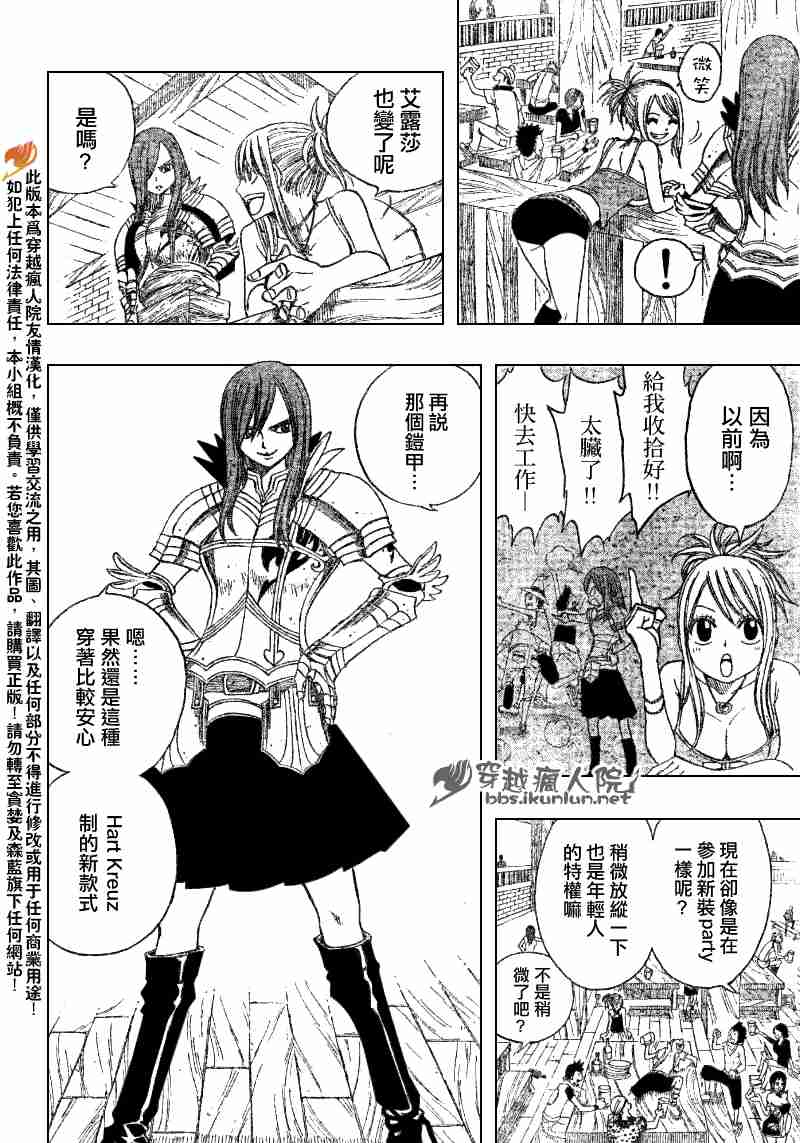 微笑
！
艾露莎
也變了呢
是嗎？
因為
以前啊…
給我收拾好!!
太臟了!!
快去工作—
再說
那個鎧甲…
嗯……
果然還是這種
穿著比較安心
Hart Kreuz
制的新款式
現在卻像是在
參加新裝party
一樣呢？
稍微放縱一下
也是年輕人
的特權嘛
不是稍
微了吧？
穿越瘋人院
bbs.ikunlun.net
此版本爲穿越瘋人院友情漢化，僅供學習交流之用，其圖、翻譯以及任何部分不得進行修改或用于任何商業用途！
如犯上任何法律責任，本小組概不負責。若您喜歡此作品，請購買正版！請勿轉至貪婪及森藍旗下任何網站！